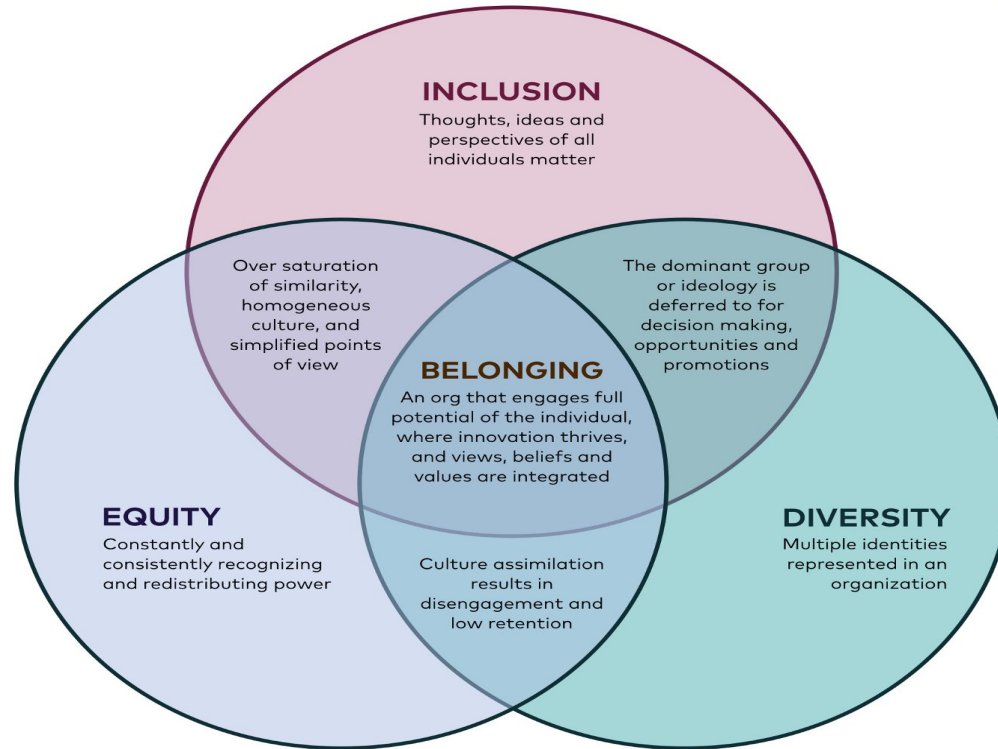 INCLUSION
Thoughts, ideas and
perspectives of all
individuals matter
Over saturation
of similarity,
homogeneous
culture, and
simplified points
of view
The dominant group
or ideology is
deferred to for
decision making,
opportunities and
promotions
BELONGING
An org that engages full
potential of the individual,
where innovation thrives,
and views, beliefs and
values are integrated
EQUITY
Constantly and
consistently recognizing
and redistributing power
DIVERSITY
Multiple identities
represented in an
organization
Culture assimilation
results in
disengagement and
low retention